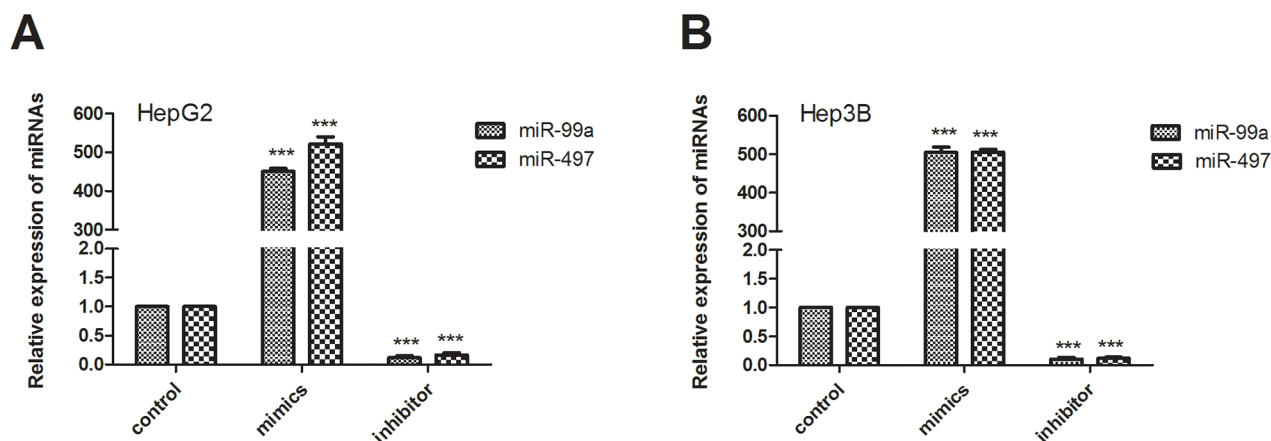 A
HepG2
Relative expression of miRNAs
600
500
400
300
2.0
1.5
1.0
0.5
0.0
***
***
***
***
control
mimics
inhibitor
miR-99a
miR-497
B
Hep3B
Relative expression of miRNAs
600
500
400
300
2.0
1.5
1.0
0.5
0.0
***
***
***
***
control
mimics
inhibitor
miR-99a
miR-497